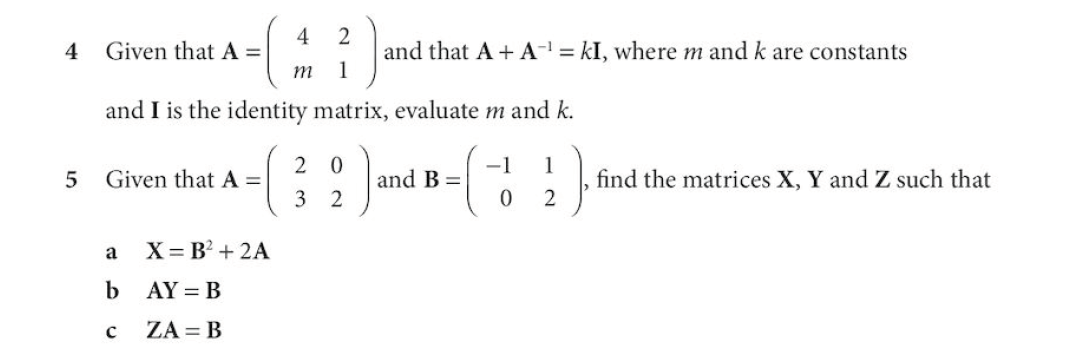 4 Given that A = ( 4 2
m 1 ) and that A + A⁻¹ = kI, where m and k are constants
and I is the identity matrix, evaluate m and k.
5 Given that A = ( 2 0
3 2 ) and B = ( −1 1
0 2 ), find the matrices X, Y and Z such that
a X = B² + 2A
b AY = B
c ZA = B